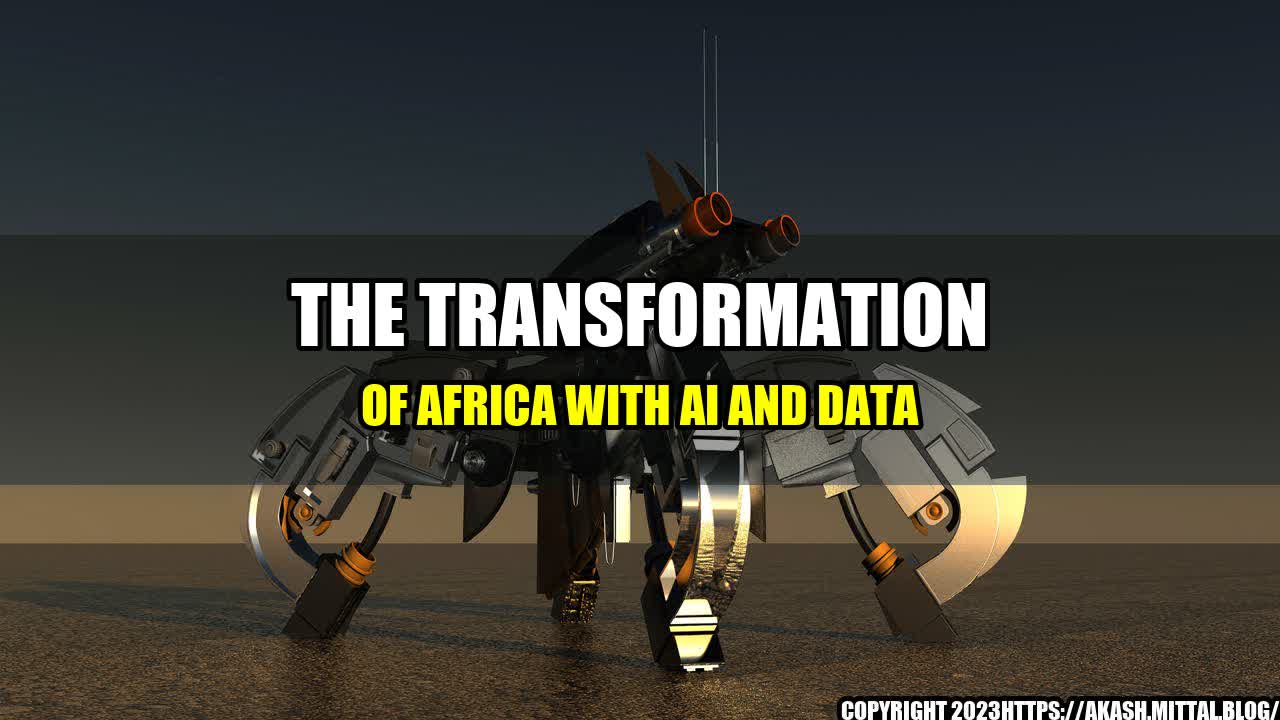 THE TRANSFORMATION
OF AFRICA WITH AI AND DATA
COPYRIGHT 2023HTTPS://AKASH.MITTAL.BLOG/